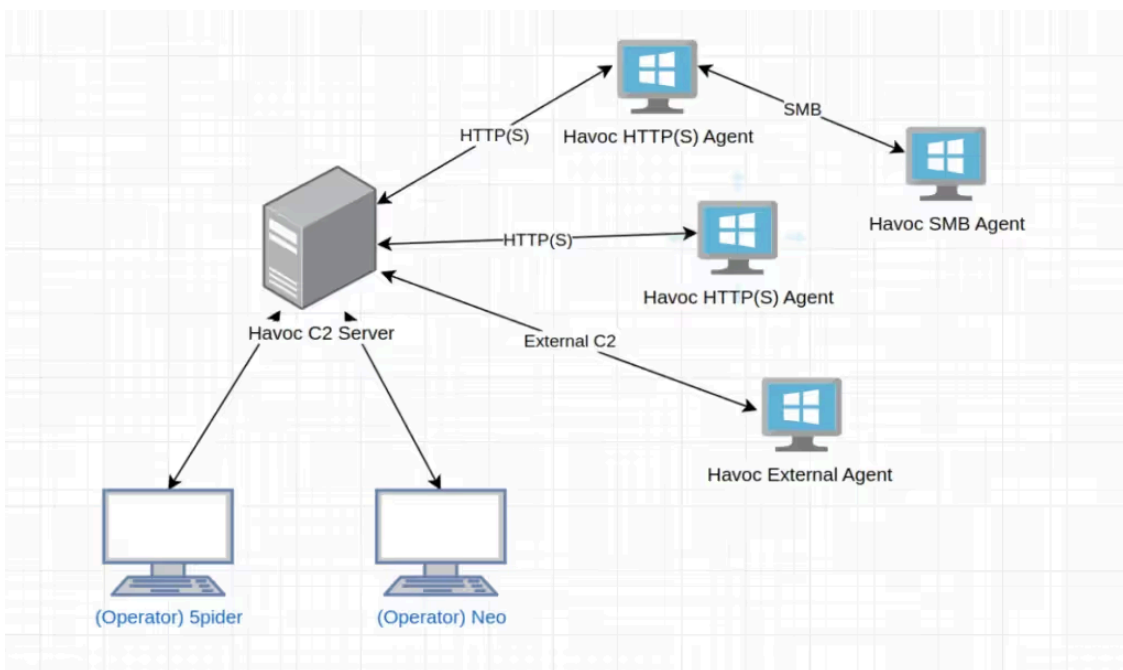 SMB
HTTP(S)
Havoc HTTP(S) Agent
Havoc SMB Agent
HTTP(S)
Havoc HTTP(S) Agent
Havoc C2 Server
External C2
Havoc External Agent
(Operator) 5pider
(Operator) Neo